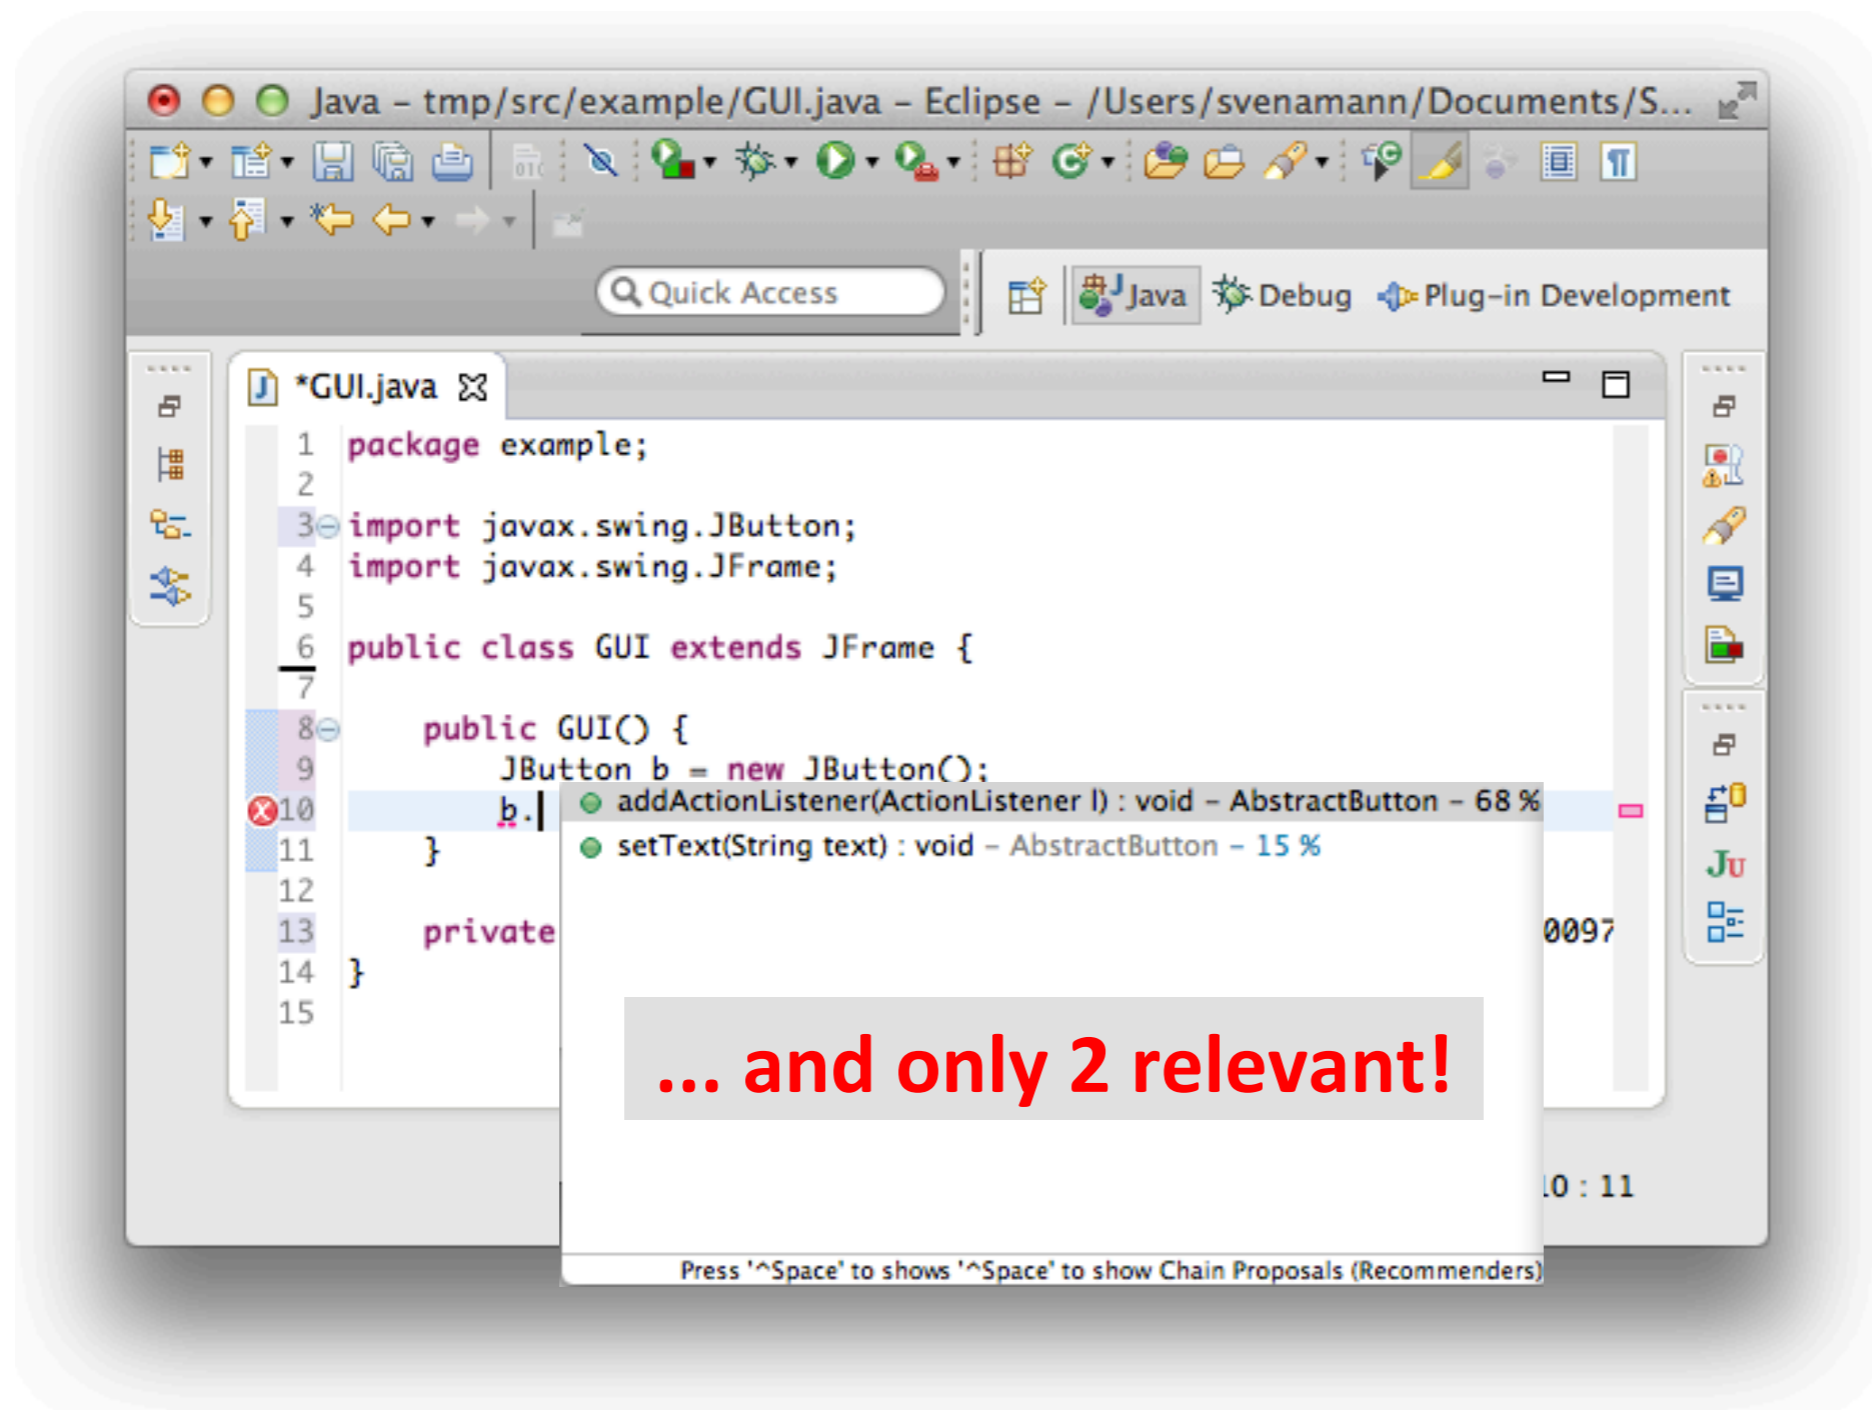 Java – tmp/src/example/GUI.java – Eclipse – /Users/svenamann/Documents/S...
010
Quick Access
Java Debug Plug-in Development
*GUI.java
1 package example;
2
3 import javax.swing.JButton;
4 import javax.swing.JFrame;
5
6 public class GUI extends JFrame {
7
8 public GUI() {
9 JButton b = new JButton();
10 b.
addActionListener(ActionListener l) : void – AbstractButton – 68 %
setText(String text) : void – AbstractButton – 15 %
11 }
12
13 private 0097
14 }
15
... and only 2 relevant!
10 : 11
Press '^Space' to shows '^Space' to show Chain Proposals (Recommenders)